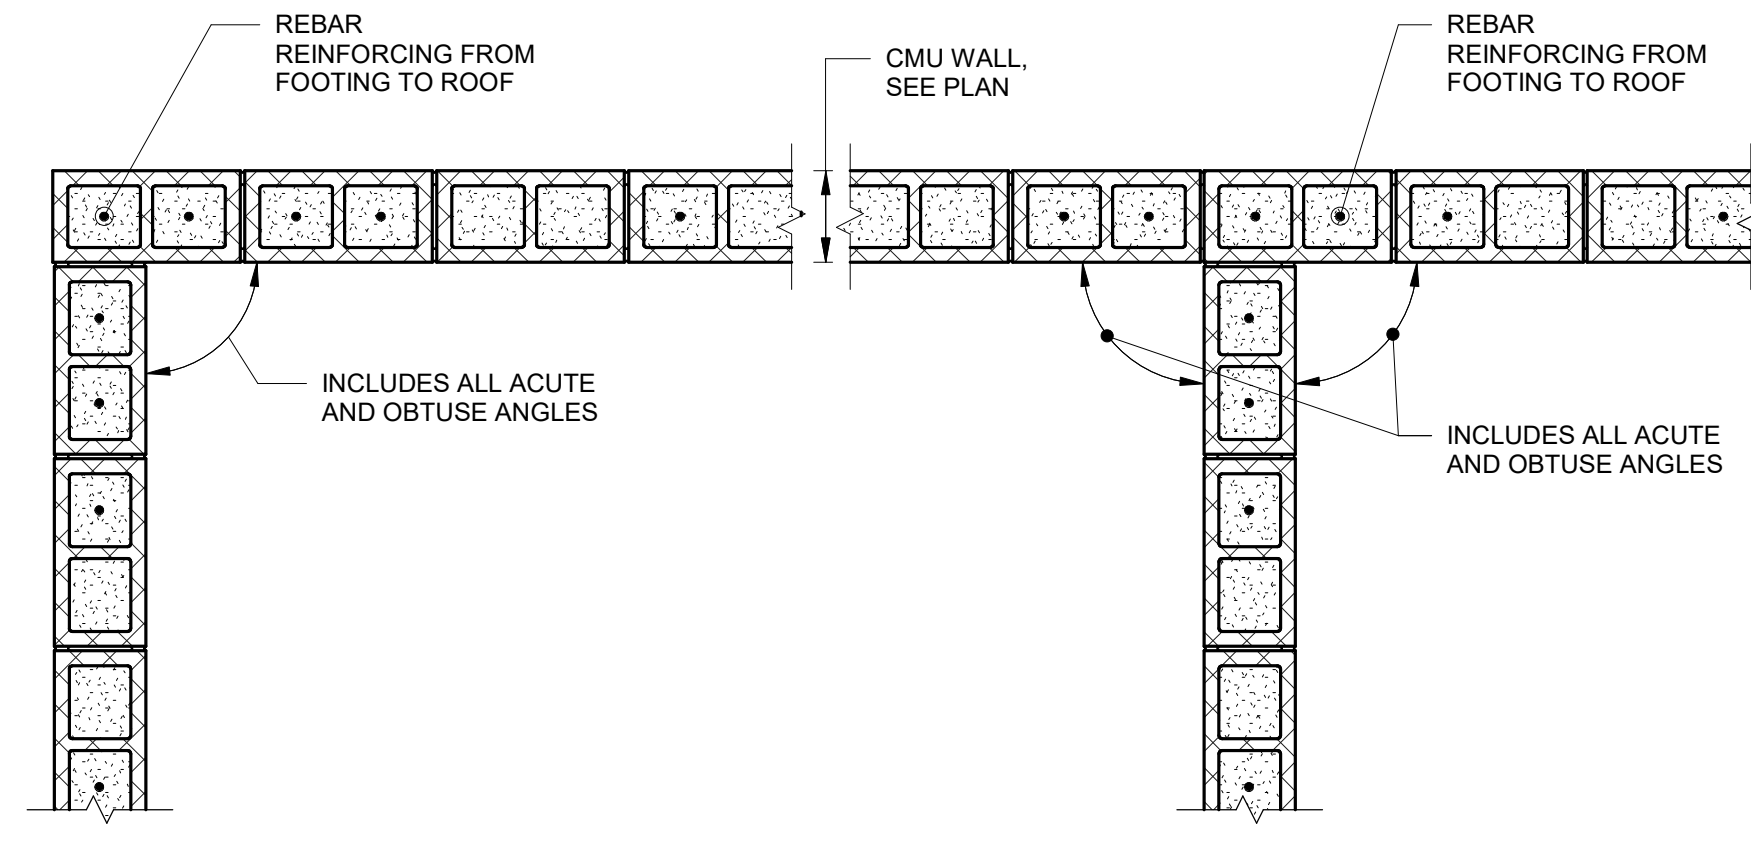 REBAR
REINFORCING FROM
FOOTING TO ROOF
CMU WALL,
SEE PLAN
REBAR
REINFORCING FROM
FOOTING TO ROOF
INCLUDES ALL ACUTE
AND OBTUSE ANGLES
INCLUDES ALL ACUTE
AND OBTUSE ANGLES